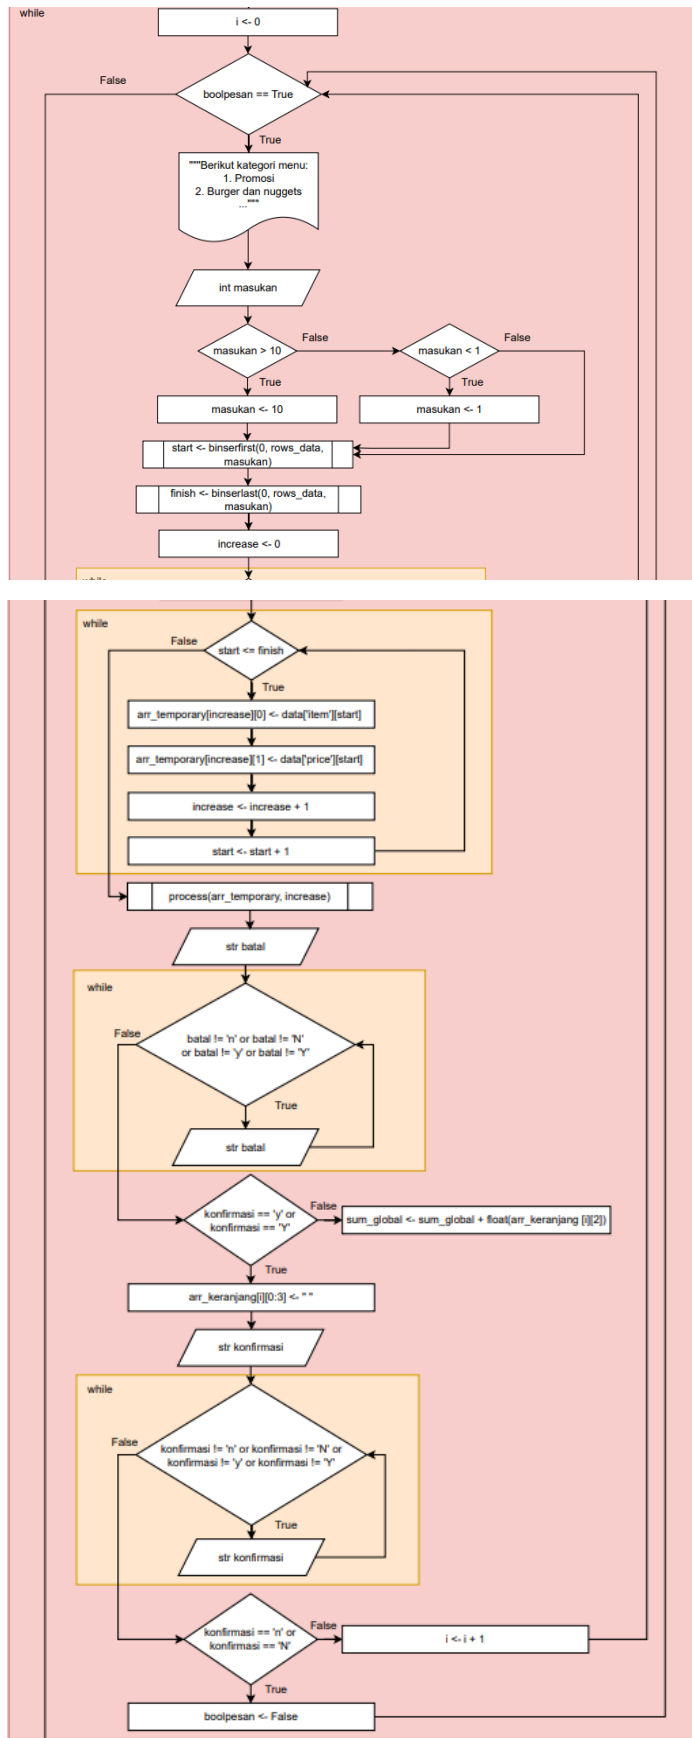 while
i <- 0
False
boolpesan == True
True
"""Berikut kategori menu:
1. Promosi
2. Burger dan nuggets
..."""
int masukan
masukan > 10
False
masukan < 1
False
True
True
masukan <- 10
masukan <- 1
start <- binserfirst(0, rows_data,
masukan)
finish <- binserlast(0, rows_data,
masukan)
increase <- 0
while
while
False
start <= finish
True
arr_temporary[increase][0] <- data['item'][start]
arr_temporary[increase][1] <- data['price'][start]
increase <- increase + 1
start <- start + 1
process(arr_temporary, increase)
str batal
while
False
batal != 'n' or batal != 'N'
or batal != 'y' or batal != 'Y'
True
str batal
konfirmasi == 'y' or
konfirmasi == 'Y'
False
sum_global <- sum_global + float(arr_keranjang [i][2])
True
arr_keranjang[i][0:3] <- " "
str konfirmasi
while
False
konfirmasi != 'n' or konfirmasi != 'N' or
konfirmasi != 'y' or konfirmasi != 'Y'
True
str konfirmasi
konfirmasi == 'n' or
konfirmasi == 'N'
False
i <- i + 1
True
boolpesan <- False